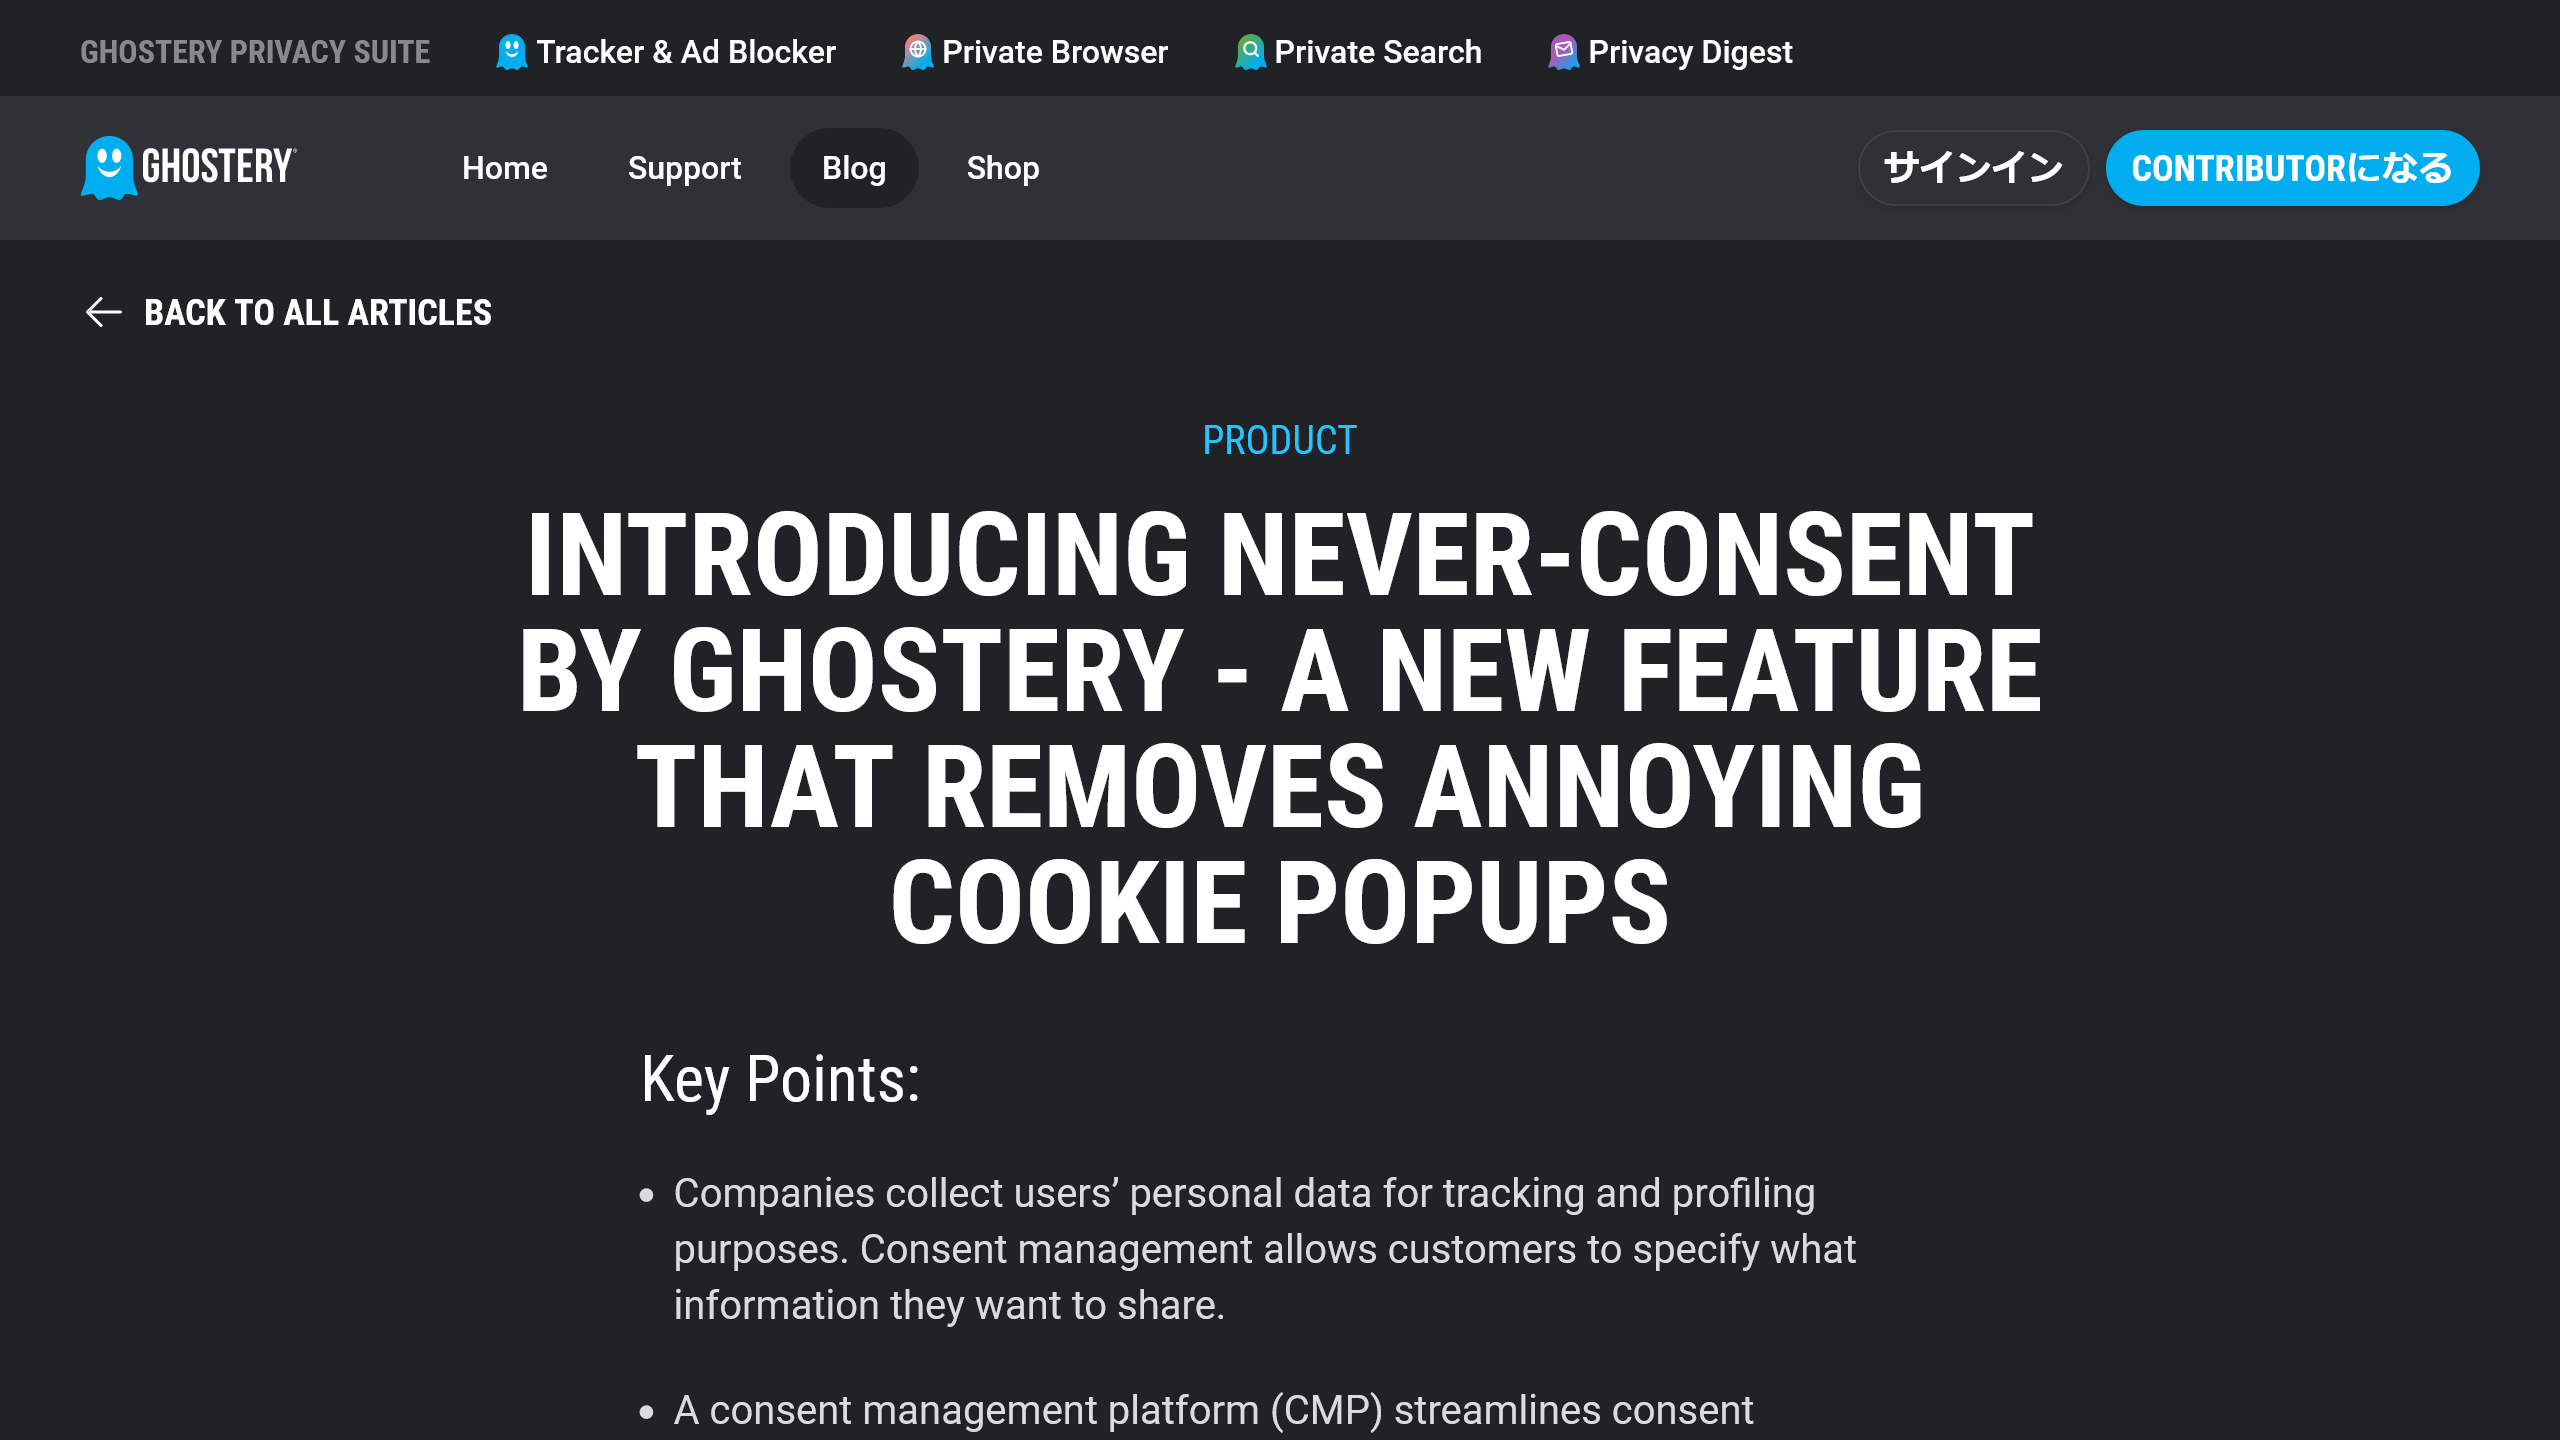 GHOSTERY PRIVACY SUITE
Tracker & Ad Blocker
Private Browser
Private Search
Privacy Digest
GHOSTERY
Home
Support
Blog
Shop
サインイン
CONTRIBUTORになる
BACK TO ALL ARTICLES
PRODUCT
INTRODUCING NEVER-CONSENT
BY GHOSTERY - A NEW FEATURE
THAT REMOVES ANNOYING
COOKIE POPUPS
Key Points:
• Companies collect users’ personal data for tracking and profiling
purposes. Consent management allows customers to specify what
information they want to share.
• A consent management platform (CMP) streamlines consent